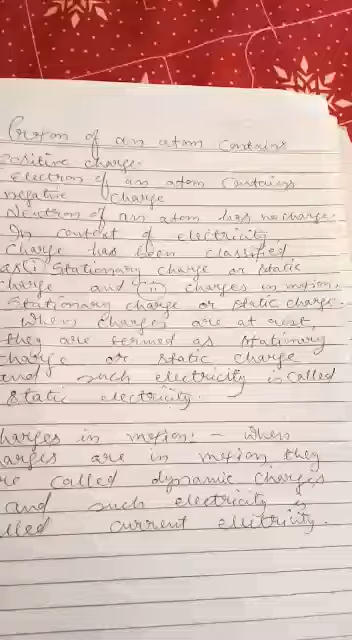 Proton of an atom contains
positive charge.
Electron of an atom contains
negative charge
Neutron of an atom has no charge.
In context of electricity
Charge has been classified
as (i) Stationary charge or static
charge and (ii) charges in motion.
Stationary charge or static charge.
When charges are at rest,
they are termed as stationary
charge or static charge
and such electricity is called
static electricity.
harges in motion: - when
arges are in motion they
re called dynamic charges
and such electricity is
lled current electricity.